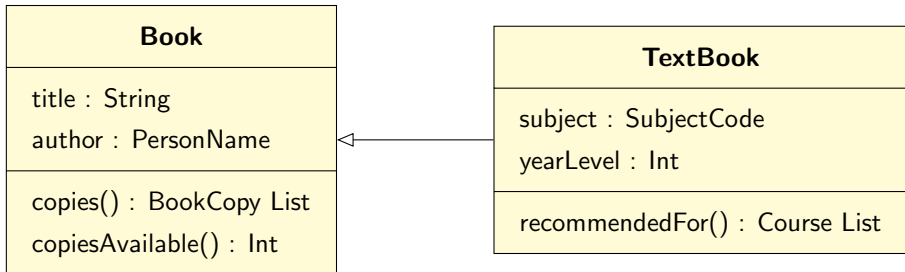 Book
title : String
author : PersonName
copies() : BookCopy List
copiesAvailable() : Int
TextBook
subject : SubjectCode
yearLevel : Int
recommendedFor() : Course List